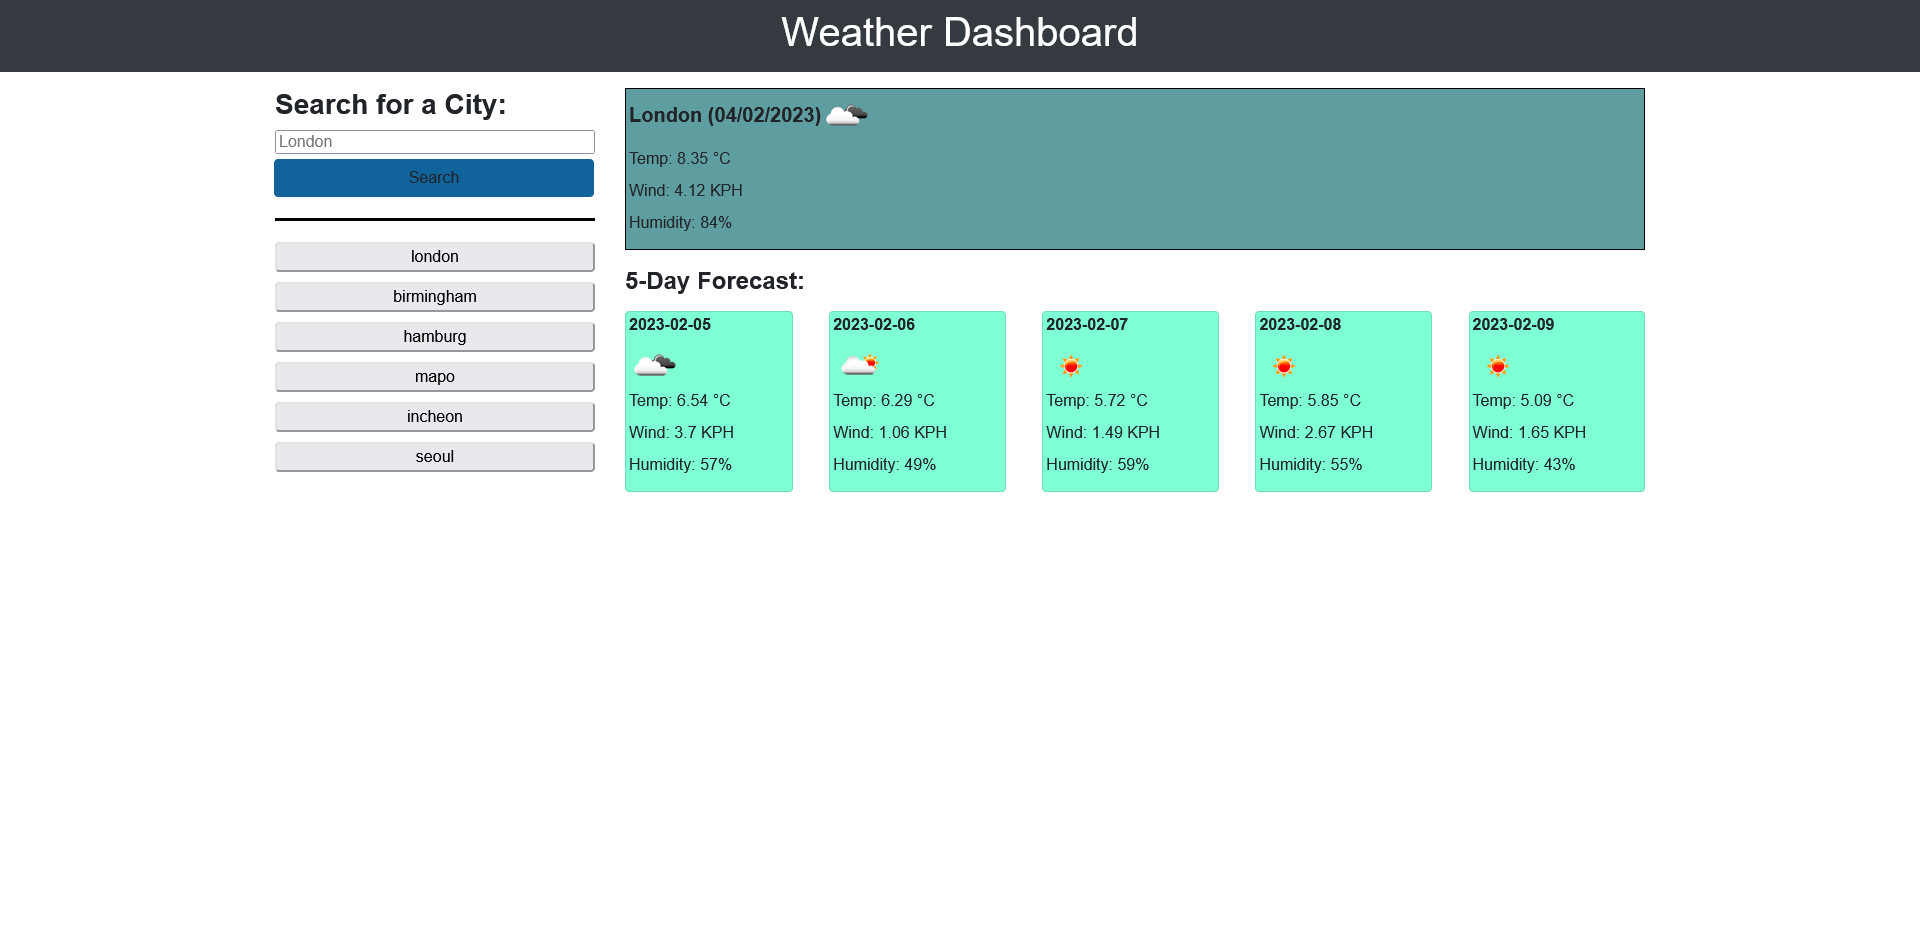 Weather Dashboard
Search for a City:
London
Search
london
birmingham
hamburg
mapo
incheon
seoul
London (04/02/2023)
Temp: 8.35 °C
Wind: 4.12 KPH
Humidity: 84%
5-Day Forecast:
2023-02-05
Temp: 6.54 °C
Wind: 3.7 KPH
Humidity: 57%
2023-02-06
Temp: 6.29 °C
Wind: 1.06 KPH
Humidity: 49%
2023-02-07
Temp: 5.72 °C
Wind: 1.49 KPH
Humidity: 59%
2023-02-08
Temp: 5.85 °C
Wind: 2.67 KPH
Humidity: 55%
2023-02-09
Temp: 5.09 °C
Wind: 1.65 KPH
Humidity: 43%